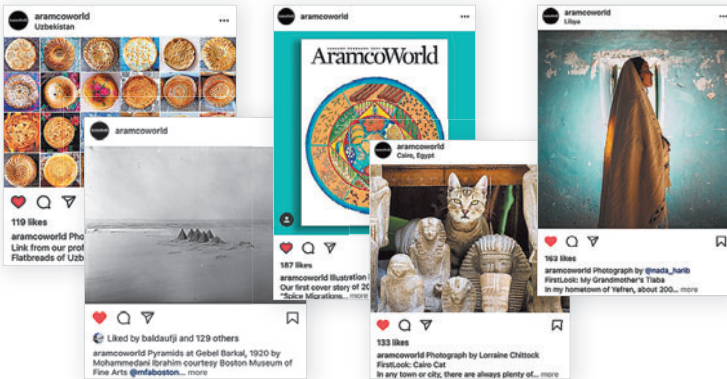 aramcoworld
Uzbekistan
119 likes
aramcoworld Pho
Link from our prof
Flatbreads of Uzb
aramcoworld
Liked by baldaufji and 129 others
aramcoworld Pyramids at Gebel Barkal, 1920 by
Mohammedani Ibrahim courtesy Boston Museum of
Fine Arts @mfaboston... more
aramcoworld
AramcoWorld
187 likes
aramcoworld Illustration
Our first cover story of 20
"Spice Migrations... more
aramcoworld
Cairo, Egypt
133 likes
aramcoworld Photograph by Lorraine Chittock
FirstLook: Cairo Cat
In any town or city, there are always plenty of... more
aramcoworld
Libya
163 likes
aramcoworld Photograph by @nada_harib
FirstLook: My Grandmother's Tlaba
In my hometown of Yefren, about 200... more